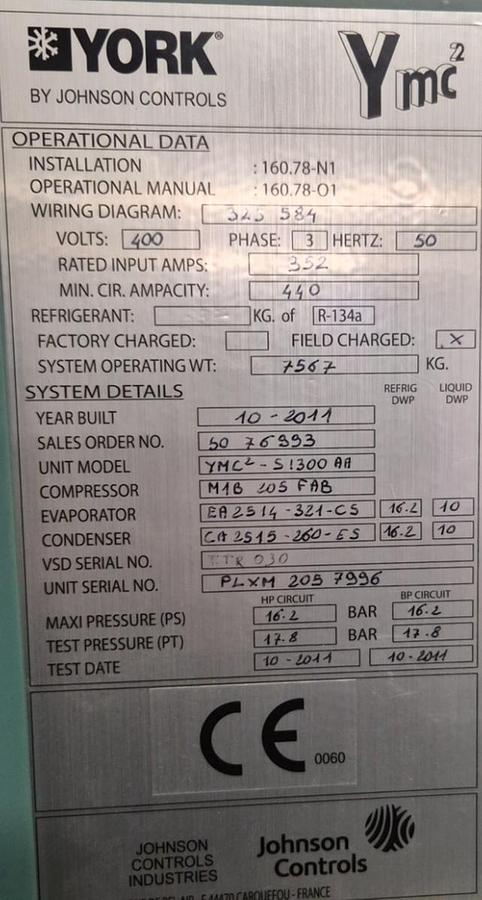 YORK®
BY JOHNSON CONTROLS
Ymc²
OPERATIONAL DATA
INSTALLATION : 160.78-N1
OPERATIONAL MANUAL : 160.78-O1
WIRING DIAGRAM: 325 584
VOLTS: 400 PHASE: 3 HERTZ: 50
RATED INPUT AMPS: 352
MIN. CIR. AMPACITY: 440
REFRIGERANT: KG. of R-134a
FACTORY CHARGED: FIELD CHARGED: X
SYSTEM OPERATING WT: 7567 KG.
SYSTEM DETAILS REFRIG DWP LIQUID DWP
YEAR BUILT 10-2011
SALES ORDER NO. 50 76993
UNIT MODEL YMC²-S1300 AA
COMPRESSOR M1B 205 FAB
EVAPORATOR EA2514-321-CS 16.2 10
CONDENSER CA2515-260-ES 16.2 10
VSD SERIAL NO. 030
UNIT SERIAL NO. PLXM 205 7996
HP CIRCUIT BP CIRCUIT
MAXI PRESSURE (PS) 16.2 BAR 16.2
TEST PRESSURE (PT) 17.8 BAR 17.8
TEST DATE 10-2011 10-2011
CE 0060
JOHNSON
CONTROLS
INDUSTRIES
Johnson
Controls
F 44470 CARQUEFOU - FRANCE